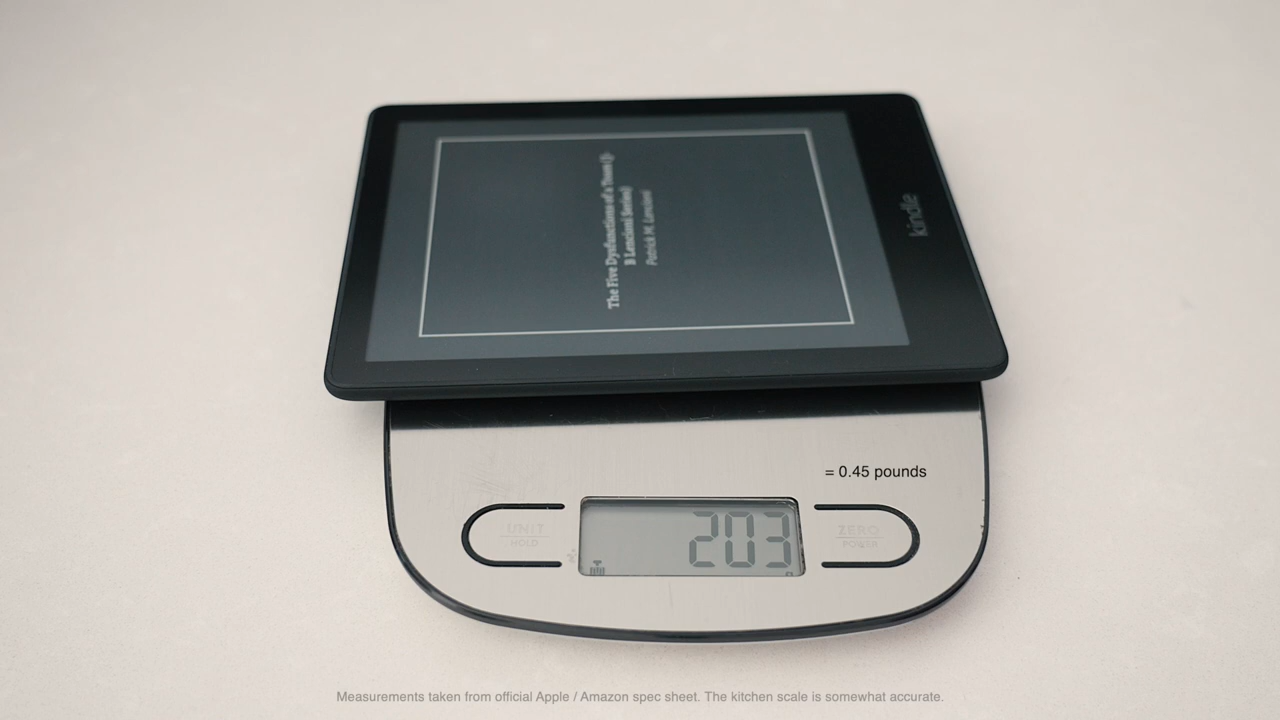 The Five Dysfunctions of a Team (J-
B Lencioni Series)
Patrick M. Lencioni
kindle
= 0.45 pounds
UNIT
HOLD
203
ZERO
POWER
Measurements taken from official Apple / Amazon spec sheet. The kitchen scale is somewhat accurate.